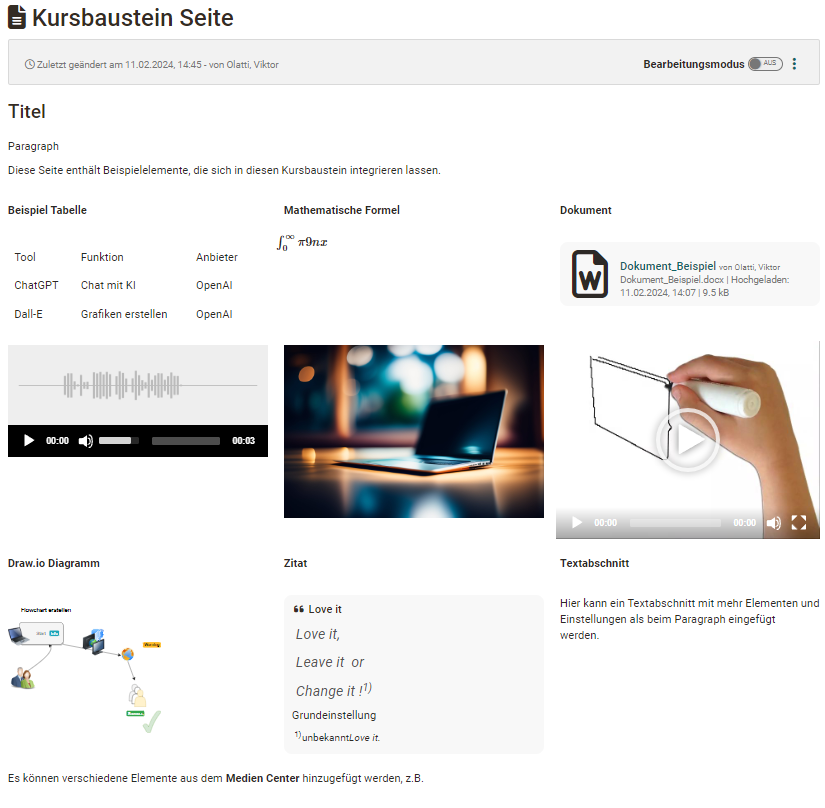 Kursbaustein Seite
Zuletzt geändert am 11.02.2024, 14:45 - von Olatti, Viktor
Bearbeitungsmodus AUS
Titel
Paragraph
Diese Seite enthält Beispielelemente, die sich in diesen Kursbaustein integrieren lassen.
Beispiel Tabelle
Tool Funktion Anbieter
ChatGPT Chat mit KI OpenAI
Dall-E Grafiken erstellen OpenAI
Mathematische Formel
∫₀^∞ π9nx
Dokument
W
Dokument_Beispiel von Olatti, Viktor
Dokument_Beispiel.docx | Hochgeladen:
11.02.2024, 14:07 | 9.5 kB
00:00 00:03
00:00 00:00
Draw.io Diagramm
Flowchart erstellen
Zitat
❝ Love it
Love it,
Leave it or
Change it !¹⁾
Grundeinstellung
¹⁾unbekanntLove it.
Textabschnitt
Hier kann ein Textabschnitt mit mehr Elementen und
Einstellungen als beim Paragraph eingefügt
werden.
Es können verschiedene Elemente aus dem Medien Center hinzugefügt werden, z.B.